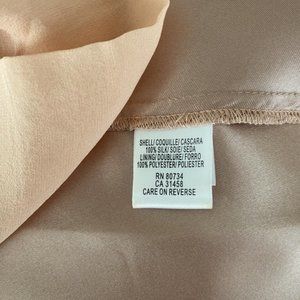 SHELL/ COQUILLE/ CASCARA
100% SILK/ SOIE/ SEDA
LINING/ DOUBLURE/ FORRO
100% POLYESTER/ POLIESTER
RN 80734
CA 31458
CARE ON REVERSE